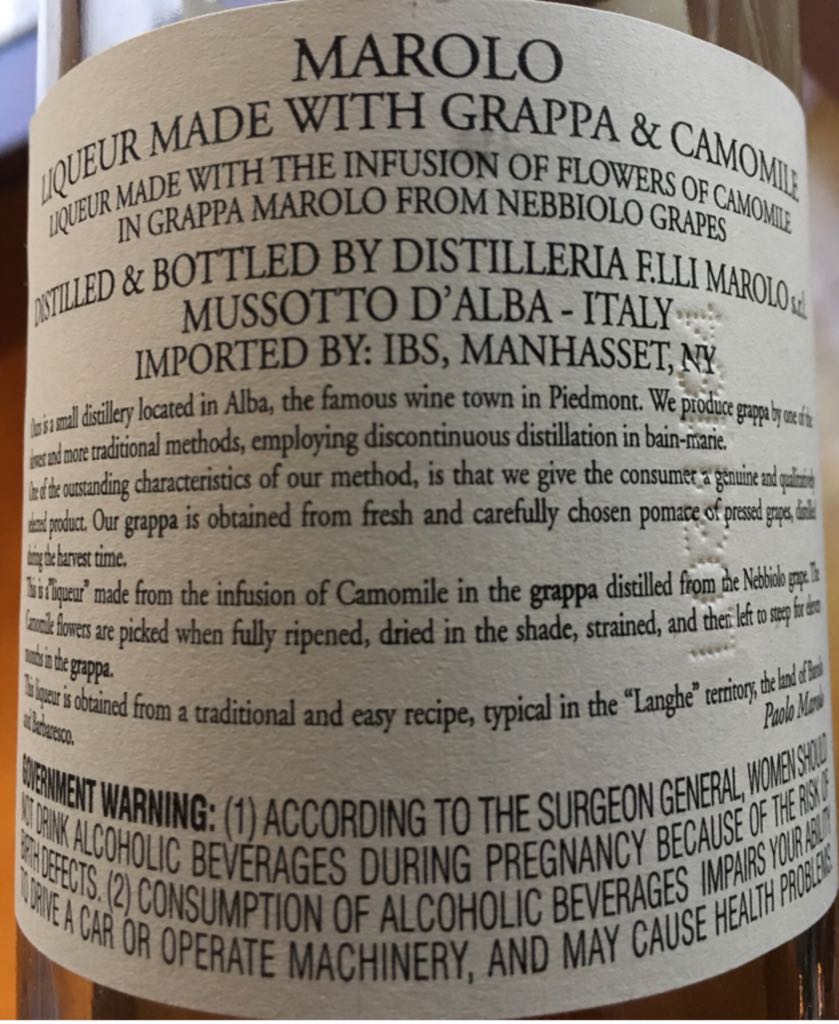 MAROLO
LIQUEUR MADE WITH GRAPPA & CAMOMILE
LIQUEUR MADE WITH THE INFUSION OF FLOWERS OF CAMOMILE
IN GRAPPA MAROLO FROM NEBBIOLO GRAPES
DISTILLED & BOTTLED BY DISTILLERIA F.LLI MAROLO s.r.l.
MUSSOTTO D'ALBA - ITALY
IMPORTED BY: IBS, MANHASSET, NY
Ours is a small distillery located in Alba, the famous wine town in Piedmont. We produce grappa by one of the
slowest and more traditional methods, employing discontinuous distillation in bain-marie.
One of the outstanding characteristics of our method, is that we give the consumer a genuine and qualitatively
selected product. Our grappa is obtained from fresh and carefully chosen pomace of pressed grapes, distilled
during the harvest time.
This is a "liqueur" made from the infusion of Camomile in the grappa distilled from the Nebbiolo grape. The
Camomile flowers are picked when fully ripened, dried in the shade, strained, and then left to steep for eleven
months in the grappa.
This liqueur is obtained from a traditional and easy recipe, typical in the "Langhe" territory, the land of Barolo
and Barbaresco.
Paolo Marolo
GOVERNMENT WARNING: (1) ACCORDING TO THE SURGEON GENERAL, WOMEN SHOULD
NOT DRINK ALCOHOLIC BEVERAGES DURING PREGNANCY BECAUSE OF THE RISK OF
BIRTH DEFECTS. (2) CONSUMPTION OF ALCOHOLIC BEVERAGES IMPAIRS YOUR ABILITY
TO DRIVE A CAR OR OPERATE MACHINERY, AND MAY CAUSE HEALTH PROBLEMS.